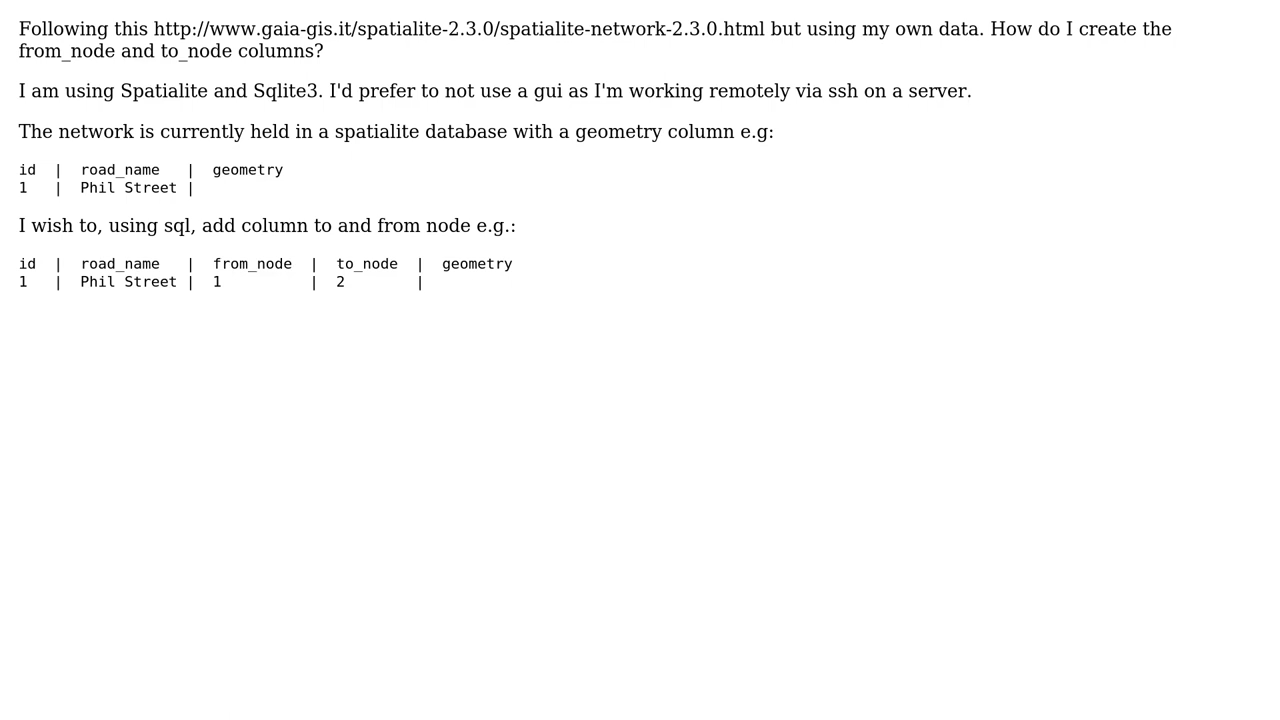 Following this http://www.gaia-gis.it/spatialite-2.3.0/spatialite-network-2.3.0.html but using my own data. How do I create the
from_node and to_node columns?
I am using Spatialite and Sqlite3. I'd prefer to not use a gui as I'm working remotely via ssh on a server.
The network is currently held in a spatialite database with a geometry column e.g:
id  |  road_name   |  geometry
1   |  Phil Street |
I wish to, using sql, add column to and from node e.g.:
id  |  road_name   |  from_node  |  to_node  |  geometry
1   |  Phil Street |  1          |  2        |